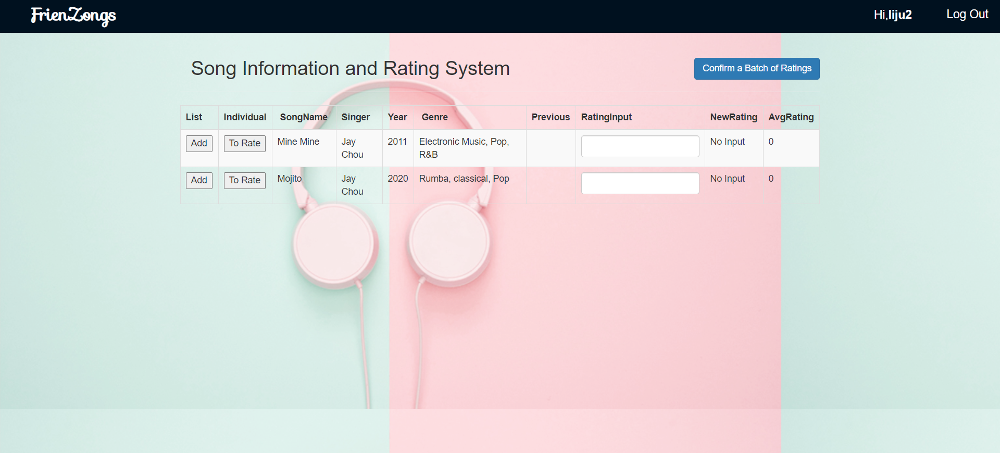 FrienZongs
Hi,liju2
Log Out
Song Information and Rating System
Confirm a Batch of Ratings
List Individual SongName Singer Year Genre Previous RatingInput NewRating AvgRating
Add To Rate Mine Mine Jay 2011 Electronic Music, Pop, No Input 0
Chou R&B
Add To Rate Mojito Jay 2020 Rumba, classical, Pop No Input 0
Chou